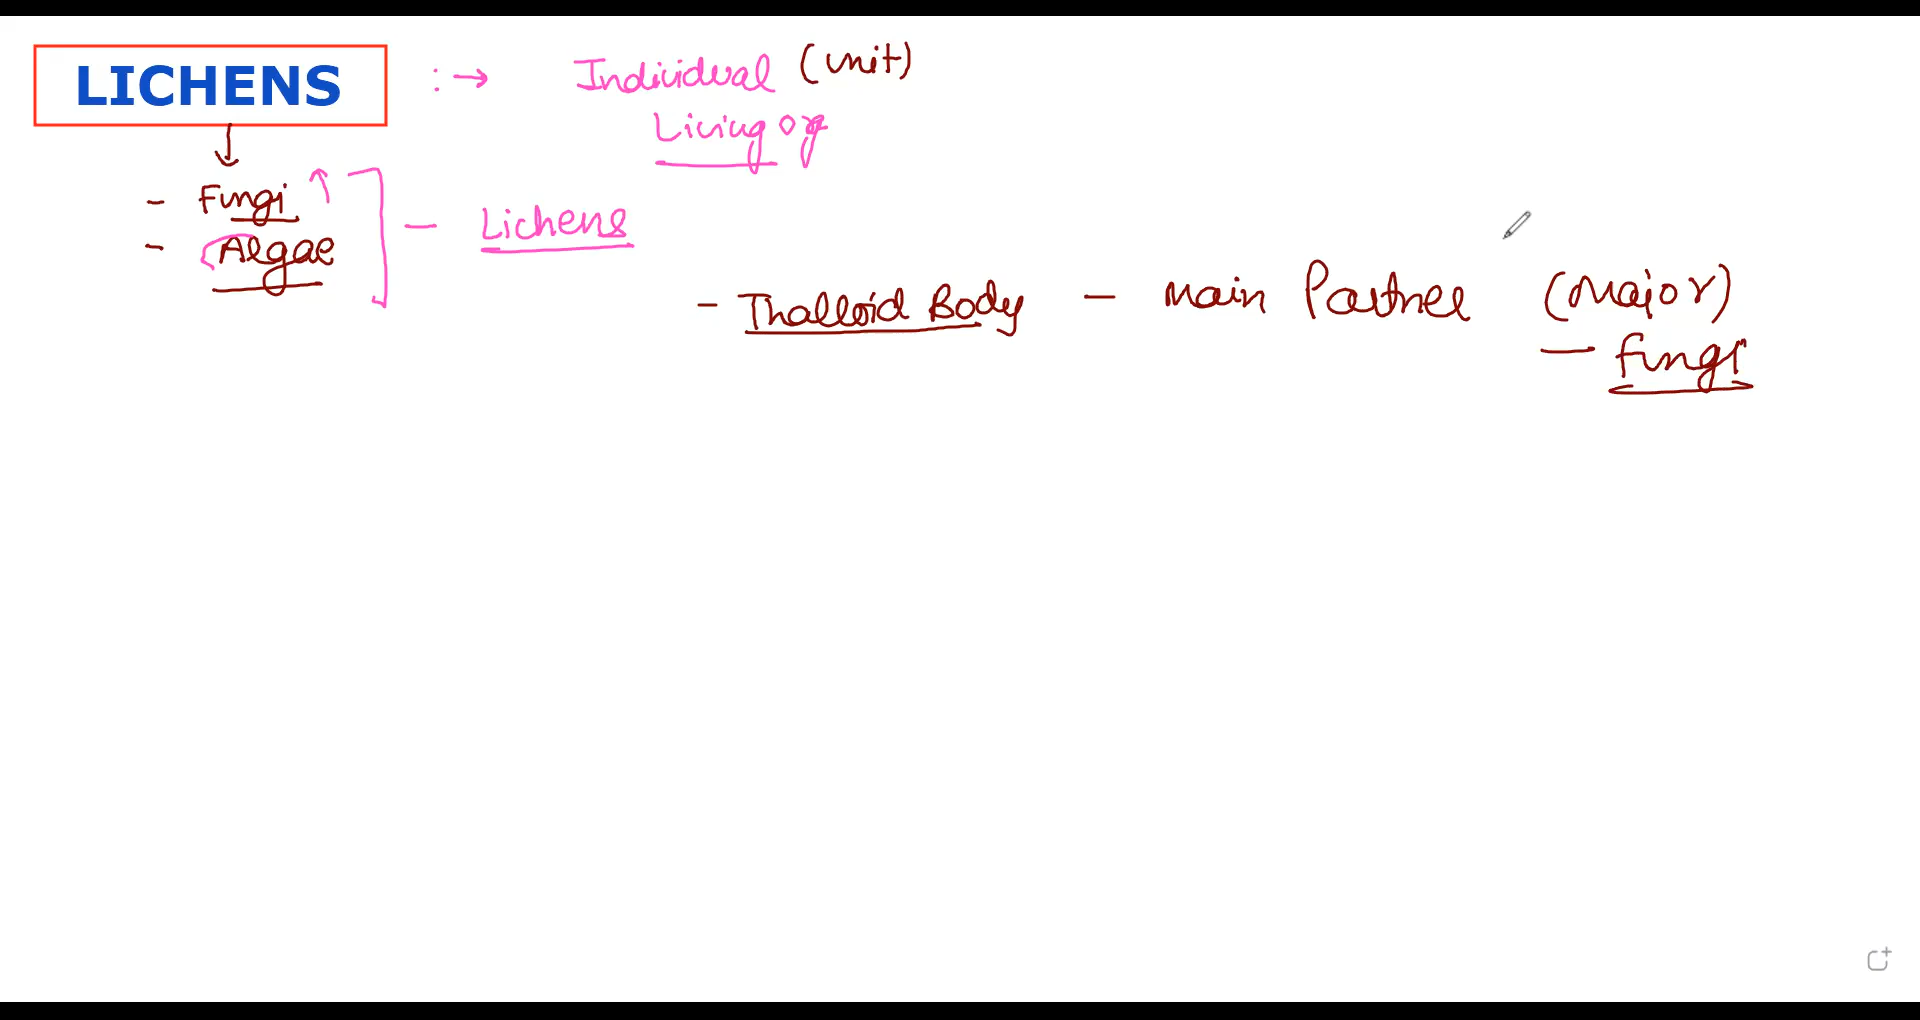 LICHENS :→ Individual (unit)
Living org
- Fungi ↑
- Algae
- Lichens
- Thalloid Body - main Partner (Major)
- fungi